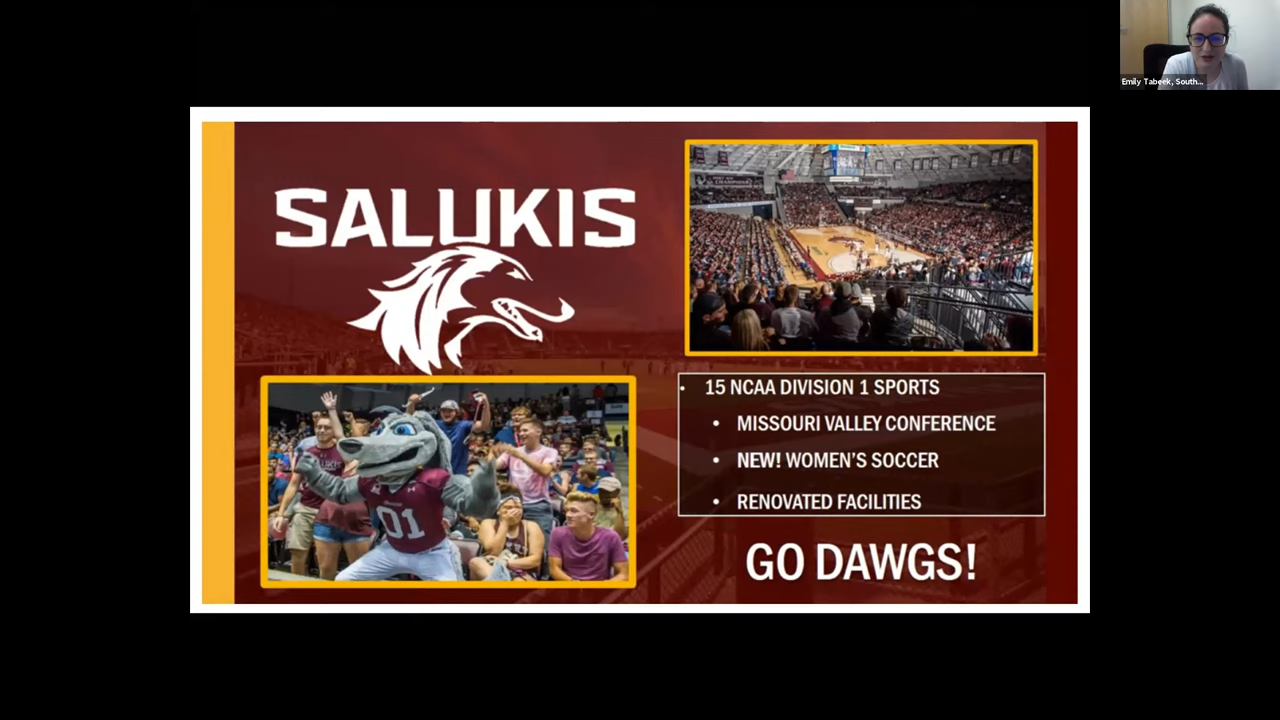 Emily Tabeek, South...
SALUKIS
15 NCAA DIVISION 1 SPORTS
• MISSOURI VALLEY CONFERENCE
• NEW! WOMEN'S SOCCER
• RENOVATED FACILITIES
GO DAWGS!
SALUKIS
01